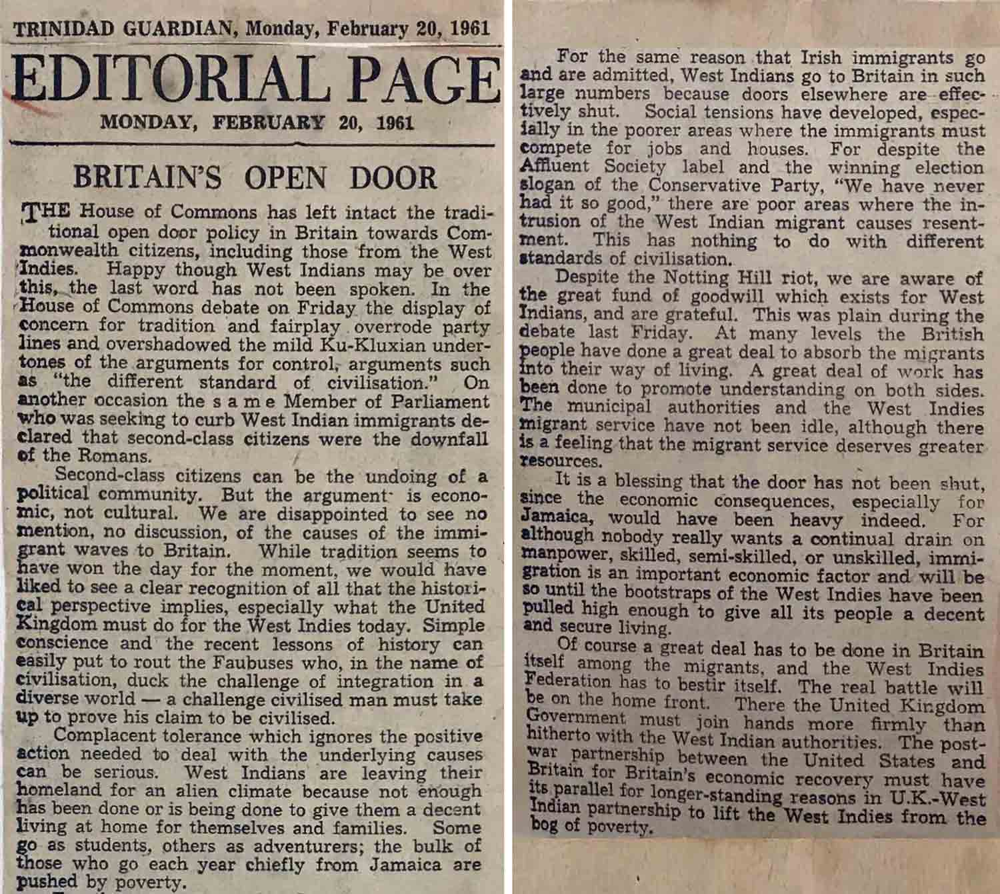 TRINIDAD GUARDIAN, Monday, February 20, 1961
EDITORIAL PAGE
MONDAY, FEBRUARY 20, 1961
BRITAIN'S OPEN DOOR
THE House of Commons has left intact the tradi-
tional open door policy in Britain towards Com-
monwealth citizens, including those from the West
Indies. Happy though West Indians may be over
this, the last word has not been spoken. In the
House of Commons debate on Friday the display of
concern for tradition and fairplay overrode party
lines and overshadowed the mild Ku-Kluxian under-
tones of the arguments for control, arguments such
as "the different standard of civilisation." On
another occasion the s a m e Member of Parliament
who was seeking to curb West Indian immigrants de-
clared that second-class citizens were the downfall
of the Romans.
Second-class citizens can be the undoing of a
political community. But the argument is econo-
mic, not cultural. We are disappointed to see no
mention, no discussion, of the causes of the immi-
grant waves to Britain. While tradition seems to
have won the day for the moment, we would have
liked to see a clear recognition of all that the histori-
cal perspective implies, especially what the United
Kingdom must do for the West Indies today. Simple
conscience and the recent lessons of history can
easily put to rout the Faubuses who, in the name of
civilisation, duck the challenge of integration in a
diverse world — a challenge civilised man must take
up to prove his claim to be civilised.
Complacent tolerance which ignores the positive
action needed to deal with the underlying causes
can be serious. West Indians are leaving their
homeland for an alien climate because not enough
has been done or is being done to give them a decent
living at home for themselves and families. Some
go as students, others as adventurers; the bulk of
those who go each year chiefly from Jamaica are
pushed by poverty.
For the same reason that Irish immigrants go
and are admitted, West Indians go to Britain in such
large numbers because doors elsewhere are effec-
tively shut. Social tensions have developed, espec-
ially in the poorer areas where the immigrants must
compete for jobs and houses. For despite the
Affluent Society label and the winning election
slogan of the Conservative Party, "We have never
had it so good," there are poor areas where the in-
trusion of the West Indian migrant causes resent-
ment. This has nothing to do with different
standards of civilisation.
Despite the Notting Hill riot, we are aware of
the great fund of goodwill which exists for West
Indians, and are grateful. This was plain during the
debate last Friday. At many levels the British
people have done a great deal to absorb the migrants
into their way of living. A great deal of work has
been done to promote understanding on both sides.
The municipal authorities and the West Indies
migrant service have not been idle, although there
is a feeling that the migrant service deserves greater
resources.
It is a blessing that the door has not been shut,
since the economic consequences, especially for
Jamaica, would have been heavy indeed. For
although nobody really wants a continual drain on
manpower, skilled, semi-skilled, or unskilled, immi-
gration is an important economic factor and will be
so until the bootstraps of the West Indies have been
pulled high enough to give all its people a decent
and secure living.
Of course a great deal has to be done in Britain
itself among the migrants, and the West Indies
Federation has to bestir itself. The real battle will
be on the home front. There the United Kingdom
Government must join hands more firmly than
hitherto with the West Indian authorities. The post-
war partnership between the United States and
Britain for Britain's economic recovery must have
its parallel for longer-standing reasons in U.K.-West
Indian partnership to lift the West Indies from the
bog of poverty.